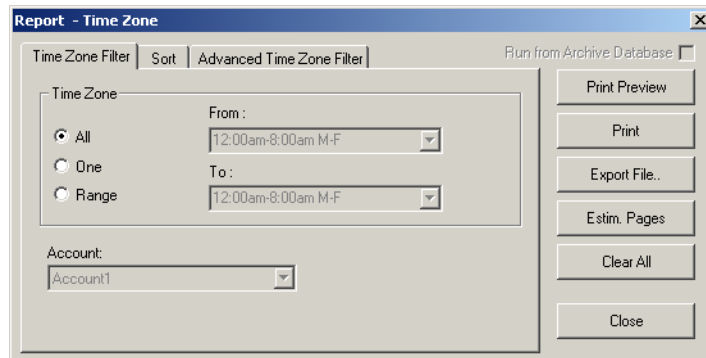 Report - Time Zone
Time Zone Filter Sort Advanced Time Zone Filter Run from Archive Database
Time Zone
From :
All 12:00am-8:00am M-F
One To :
Range 12:00am-8:00am M-F
Account:
Account1
Print Preview
Print
Export File..
Estim. Pages
Clear All
Close